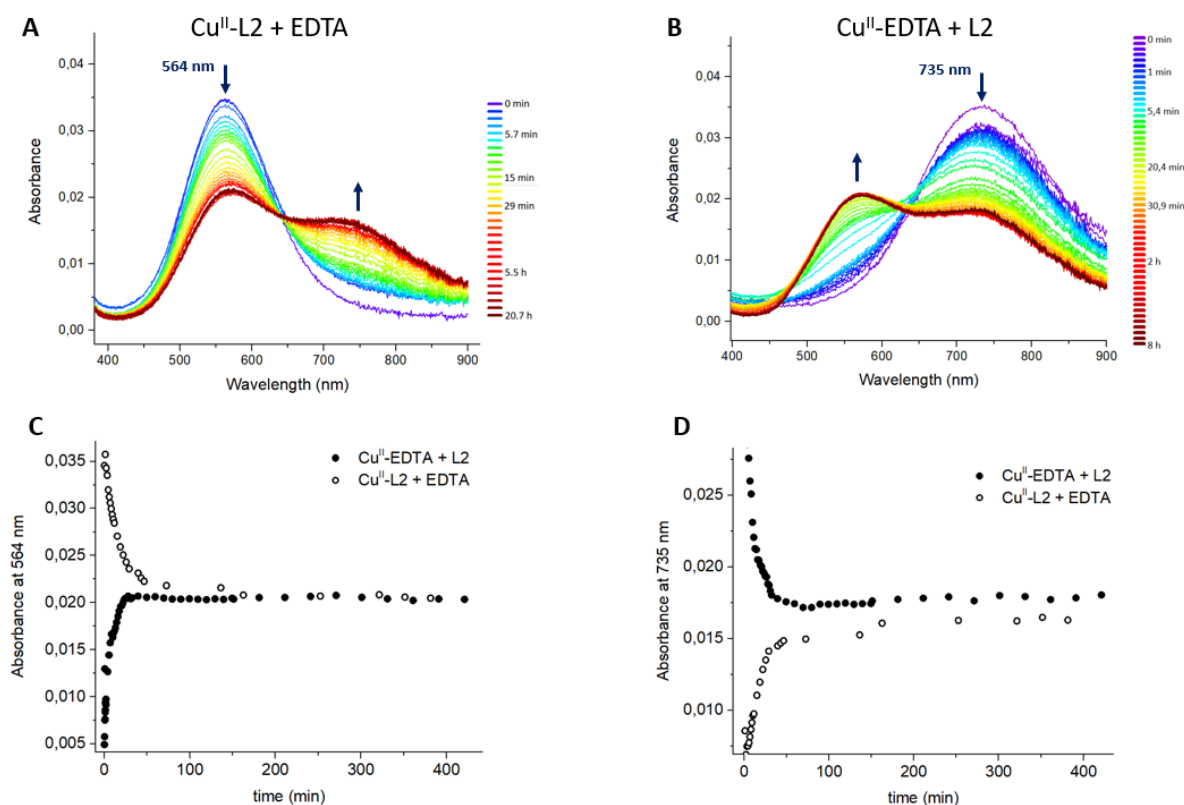 A
Cu^II-L2 + EDTA
564 nm
0,04
0,03
0,02
0,01
0,00
Absorbance
400 500 600 700 800 900
Wavelength (nm)
0 min
5.7 min
15 min
29 min
5.5 h
20.7 h
B
Cu^II-EDTA + L2
735 nm
0,04
0,03
0,02
0,01
0,00
Absorbance
400 500 600 700 800 900
Wavelength (nm)
0 min
1 min
5,4 min
20,4 min
30,9 min
2 h
8 h
C
Cu^II-EDTA + L2
Cu^II-L2 + EDTA
0,035
0,030
0,025
0,020
0,015
0,010
0,005
Absorbance at 564 nm
0 100 200 300 400
time (min)
D
Cu^II-EDTA + L2
Cu^II-L2 + EDTA
0,025
0,020
0,015
0,010
Absorbance at 735 nm
0 100 200 300 400
time (min)